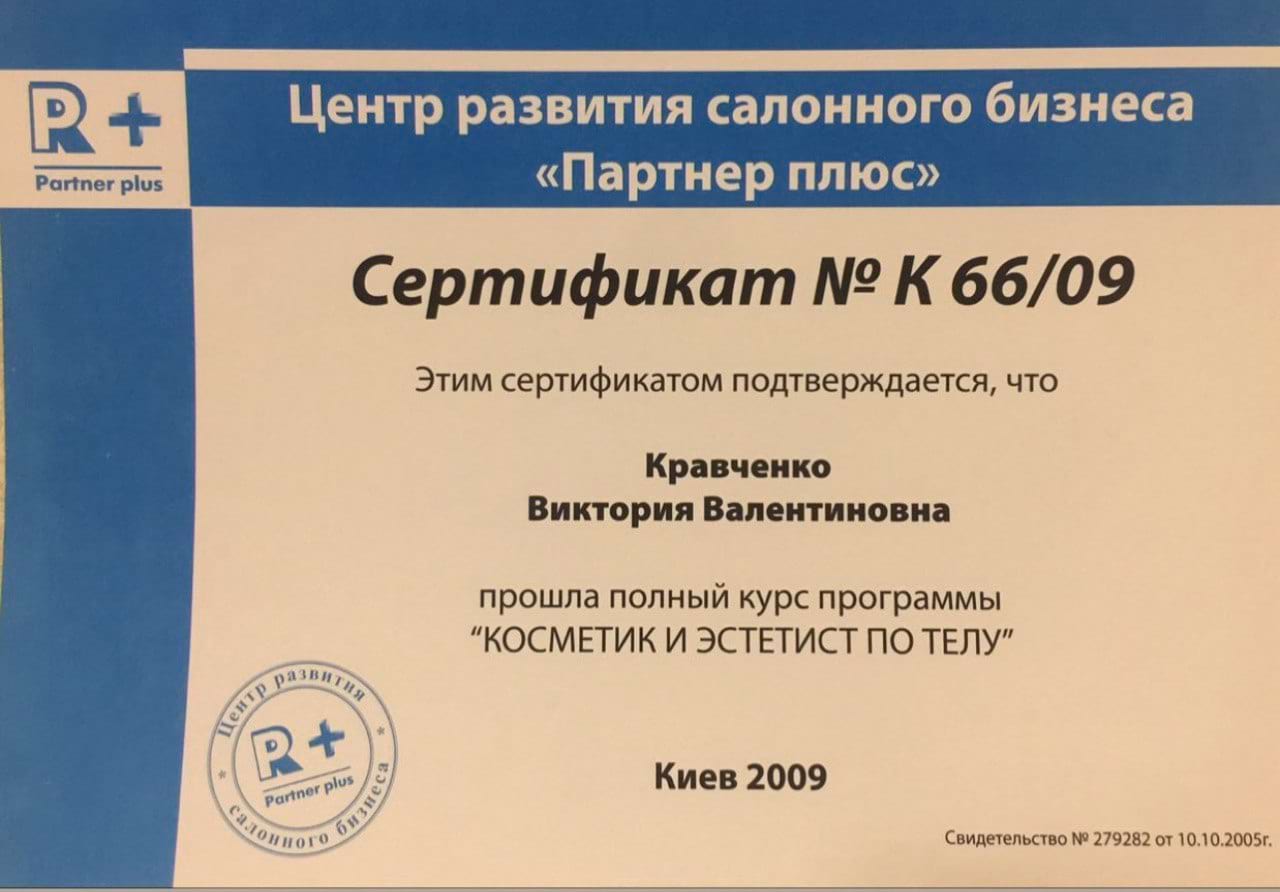 R +
Partner plus
Центр развития салонного бизнеса
«Партнер плюс»
Сертификат № К 66/09
Этим сертификатом подтверждается, что
Кравченко
Виктория Валентиновна
прошла полный курс программы
“КОСМЕТИК И ЭСТЕТИСТ ПО ТЕЛУ”
Центр развития
R +
Partner plus
салонного бизнеса
Киев 2009
Свидетельство № 279282 от 10.10.2005г.